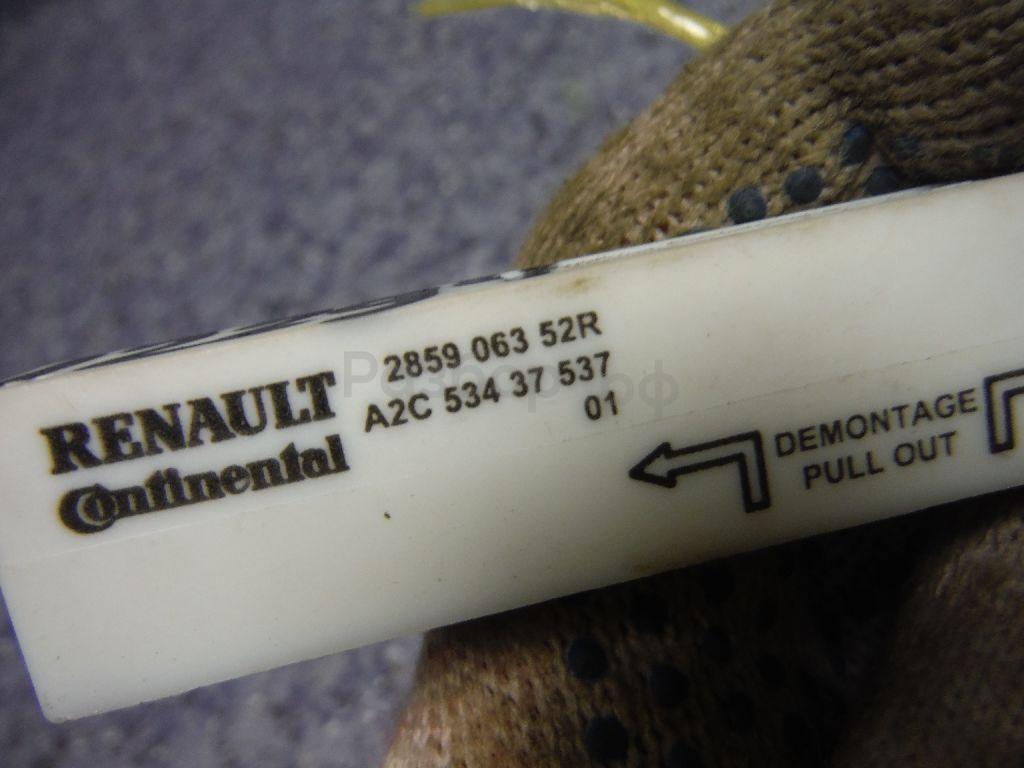 RENAULT
Continental
2859 063 52R
A2C 534 37 537
01
DEMONTAGE
PULL OUT